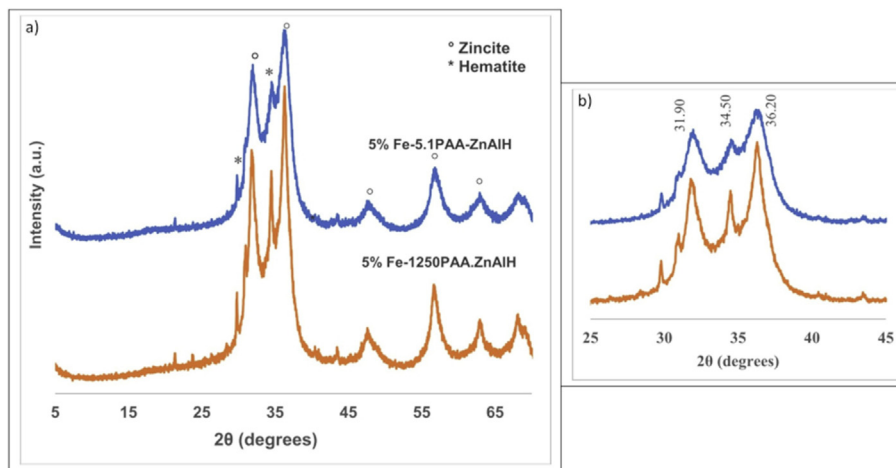 a)
° Zincite
* Hematite
5% Fe-5.1PAA-ZnAlH
5% Fe-1250PAA.ZnAlH
Intensity (a.u.)
5 15 25 35 45 55 65
2θ (degrees)
b)
31.90 34.50 36.20
25 30 35 40 45
2θ (degrees)